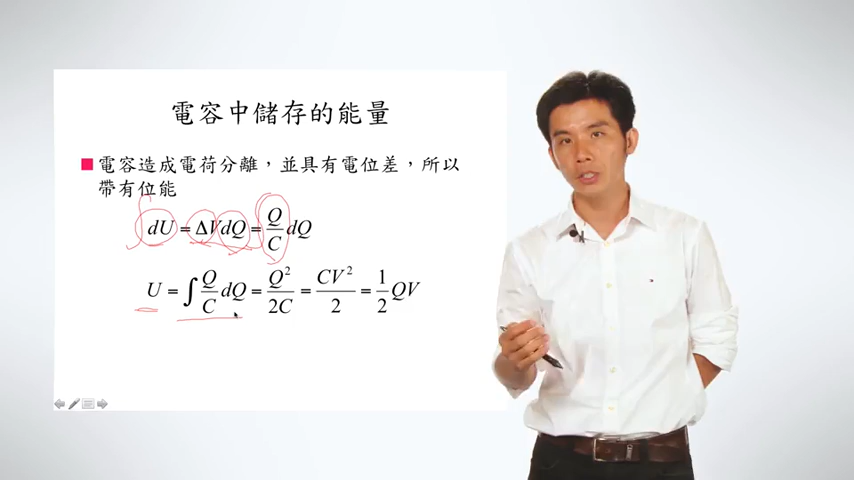 電容中儲存的能量
電容造成電荷分離，並具有電位差，所以
帶有位能
dU = ΔVdQ = Q/C dQ
U = ∫ Q/C dQ = Q²/2C = CV²/2 = 1/2 QV